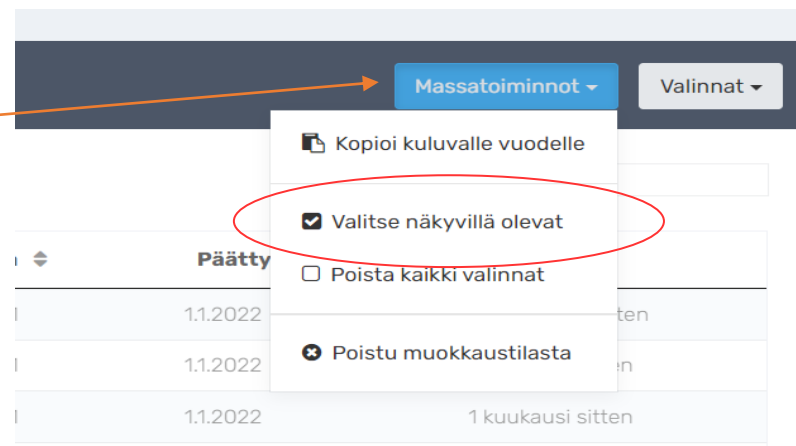 Massatoiminnot
Valinnat
Kopioi kuluvalle vuodelle
Valitse näkyvillä olevat
Päätty
Poista kaikki valinnat
1.1.2022 ten
Poistu muokkaustilasta
1.1.2022 n
1.1.2022 1 kuukausi sitten